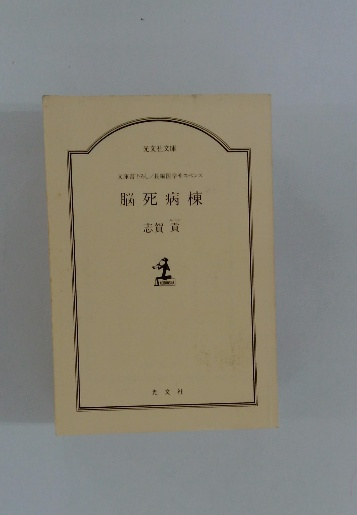 光文社文庫
文庫書下ろし/長編医学サスペンス
脳死病棟
志賀 貢
光文社